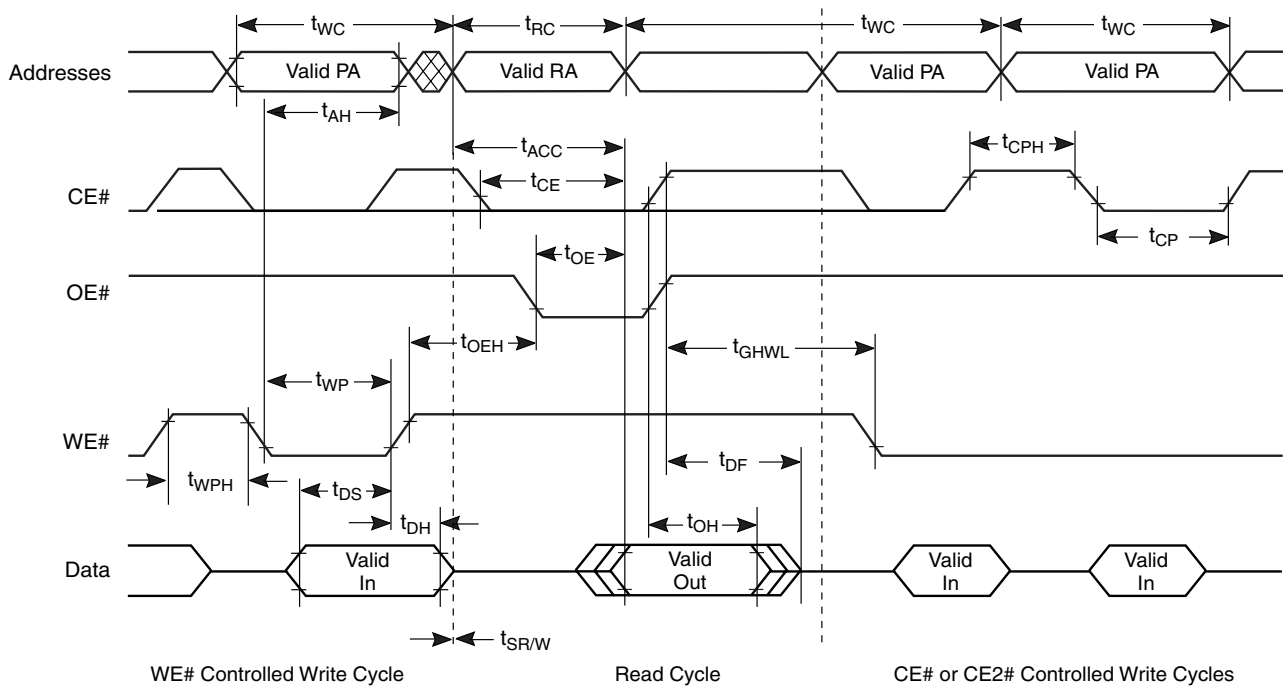 tWC tRC tWC tWC
Addresses Valid PA Valid RA Valid PA Valid PA
tAH
tACC tCPH
CE# tCE
tOE tCP
OE#
tOEH tGHWL
tWP
WE#
tWPH tDS tDF
tDH tOH
Data Valid In Valid Out Valid In Valid In
tSR/W
WE# Controlled Write Cycle Read Cycle CE# or CE2# Controlled Write Cycles